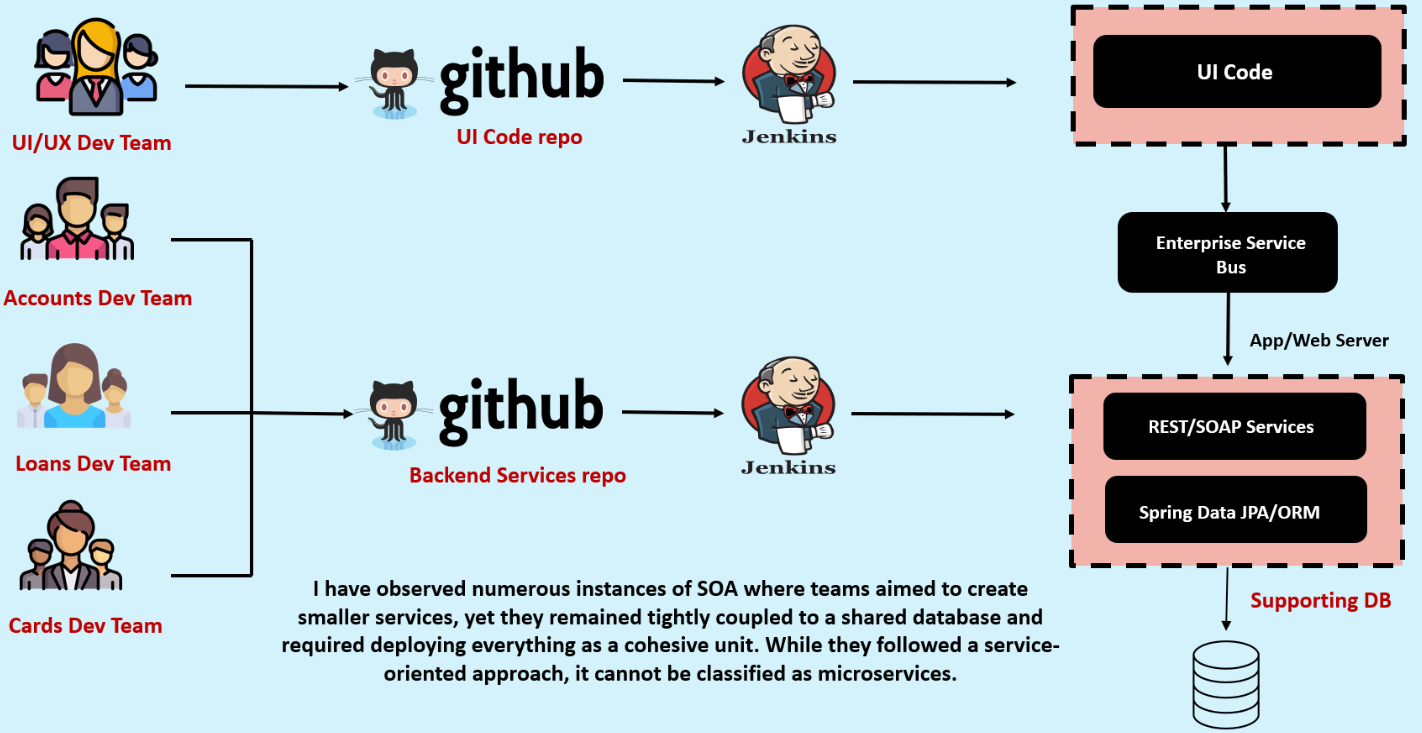 github
UI Code
UI/UX Dev Team
UI Code repo
Jenkins
Enterprise Service
Bus
Accounts Dev Team
App/Web Server
github
REST/SOAP Services
Loans Dev Team
Backend Services repo
Jenkins
Spring Data JPA/ORM
I have observed numerous instances of SOA where teams aimed to create
smaller services, yet they remained tightly coupled to a shared database and
required deploying everything as a cohesive unit. While they followed a service-
oriented approach, it cannot be classified as microservices.
Supporting DB
Cards Dev Team